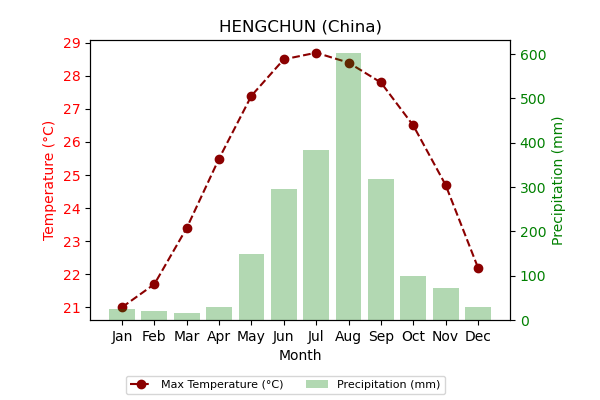 HENGCHUN (China)
29
28
27
26
25
24
23
22
21
Temperature (°C)
600
500
400
300
200
100
0
Precipitation (mm)
Jan Feb Mar Apr May Jun Jul Aug Sep Oct Nov Dec
Month
Max Temperature (°C) Precipitation (mm)